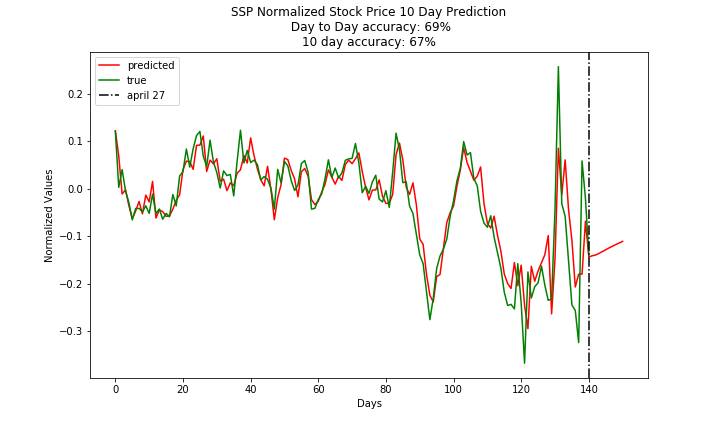 SSP Normalized Stock Price 10 Day Prediction
Day to Day accuracy: 69%
10 day accuracy: 67%
predicted
true
april 27
Normalized Values
0.2
0.1
0.0
−0.1
−0.2
−0.3
0 20 40 60 80 100 120 140
Days